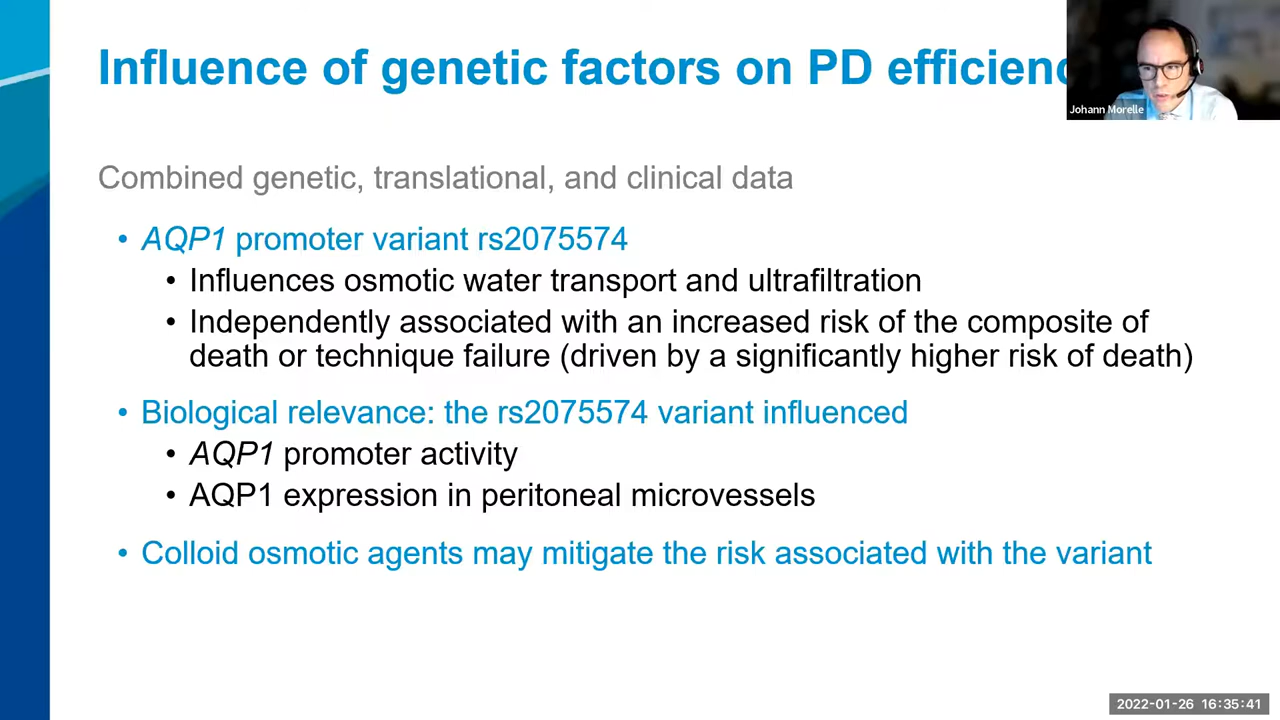 Influence of genetic factors on PD efficienc
Johann Morelle
Combined genetic, translational, and clinical data
• AQP1 promoter variant rs2075574
• Influences osmotic water transport and ultrafiltration
• Independently associated with an increased risk of the composite of
death or technique failure (driven by a significantly higher risk of death)
• Biological relevance: the rs2075574 variant influenced
• AQP1 promoter activity
• AQP1 expression in peritoneal microvessels
• Colloid osmotic agents may mitigate the risk associated with the variant
2022-01-26 16:35:41